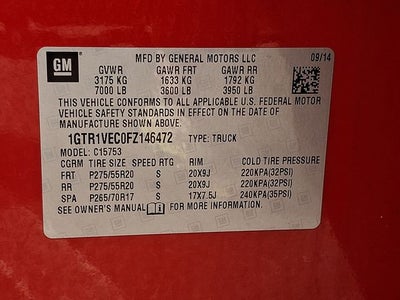 GM
MFD BY GENERAL MOTORS LLC 09/14
GVWR GAWR FRT GAWR RR
3175 KG 1633 KG 1792 KG
7000 LB 3600 LB 3950 LB
THIS VEHICLE CONFORMS TO ALL APPLICABLE U.S. FEDERAL MOTOR
VEHICLE SAFETY STANDARDS IN EFFECT ON THE DATE OF
MANUFACTURE SHOWN ABOVE.
1GTR1VEC0FZ146472 TYPE: TRUCK
MODEL: C15753
CGRM TIRE SIZE SPEED RTG RIM COLD TIRE PRESSURE
FRT P275/55R20 S 20X9J 220KPA(32PSI)
RR P275/55R20 S 20X9J 220KPA(32PSI)
SPA P265/70R17 S 17X7.5J 240KPA(35PSI)
SEE OWNER'S MANUAL FOR MORE INFORMATION.